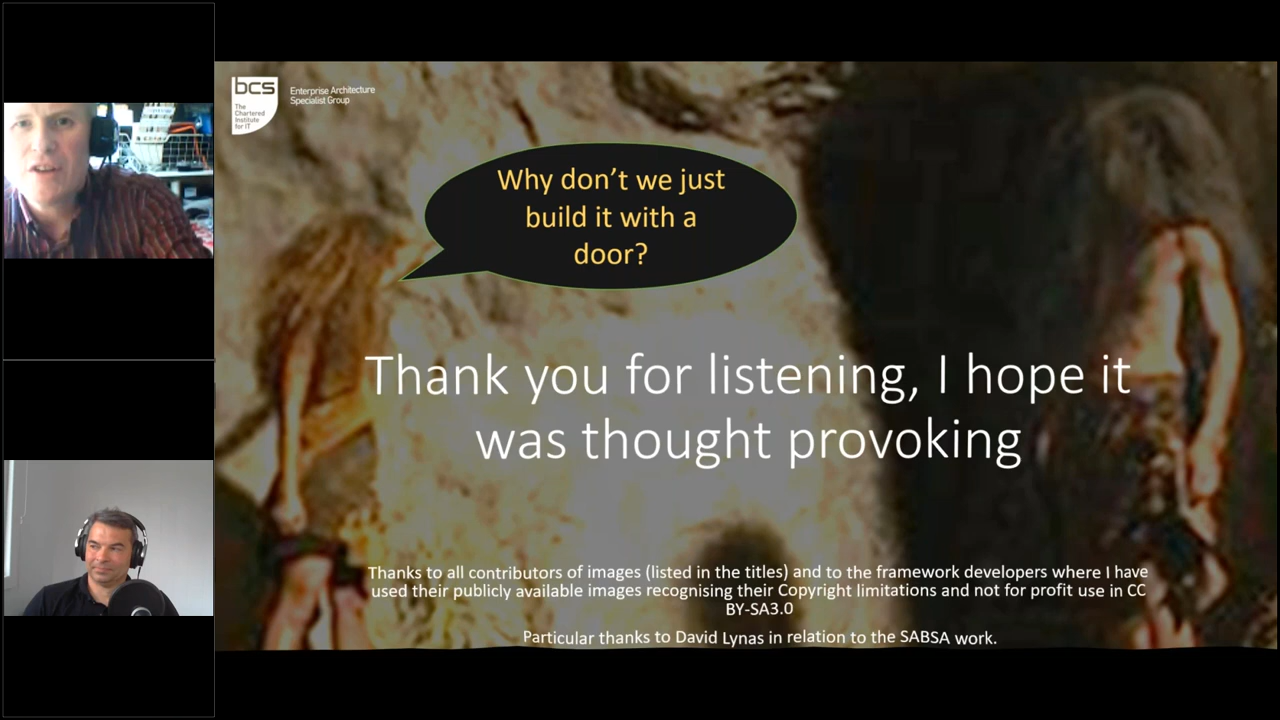 bcs
The
Chartered
Institute
for IT
Enterprise Architecture
Specialist Group
Why don’t we just
build it with a
door?
Thank you for listening, I hope it
was thought provoking
Thanks to all contributors of images (listed in the titles) and to the framework developers where I have
used their publicly available images recognising their Copyright limitations and not for profit use in CC
BY-SA3.0
Particular thanks to David Lynas in relation to the SABSA work.